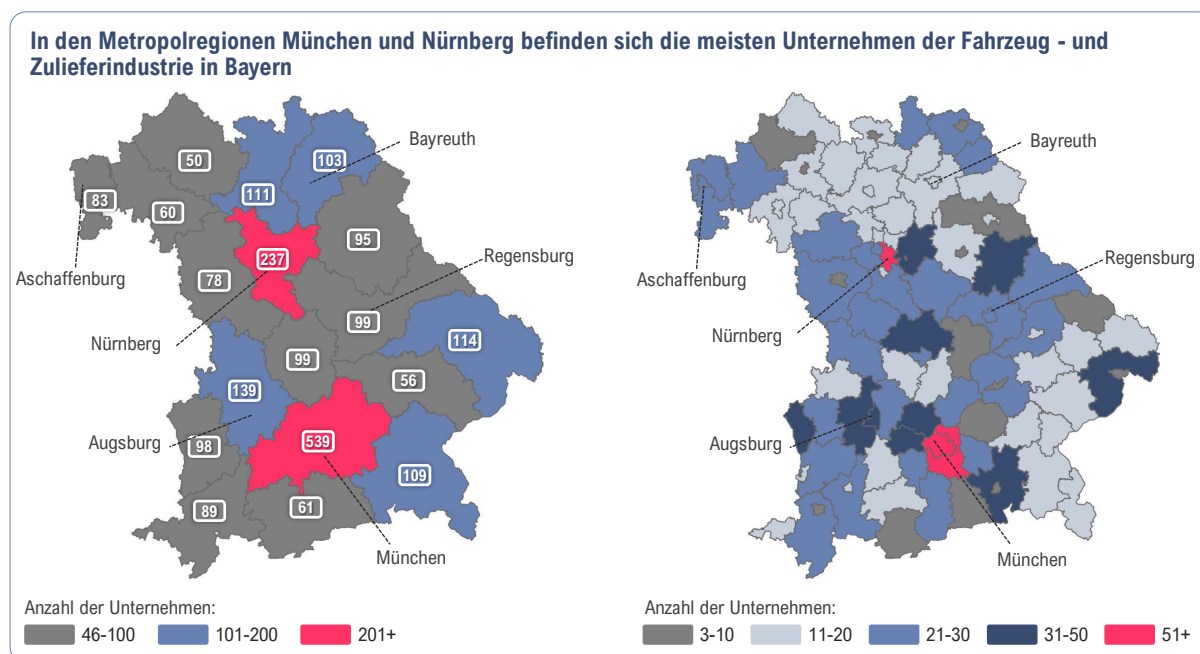 In den Metropolregionen München und Nürnberg befinden sich die meisten Unternehmen der Fahrzeug - und
Zulieferindustrie in Bayern
Bayreuth
50
103
83
111
60
95
Regensburg
237
78
Aschaffenburg
99
Nürnberg
114
99
56
139
Augsburg
539
98
109
89
61
München
Anzahl der Unternehmen:
46-100
101-200
201+
Bayreuth
Aschaffenburg
Regensburg
Nürnberg
Augsburg
München
Anzahl der Unternehmen:
3-10
11-20
21-30
31-50
51+